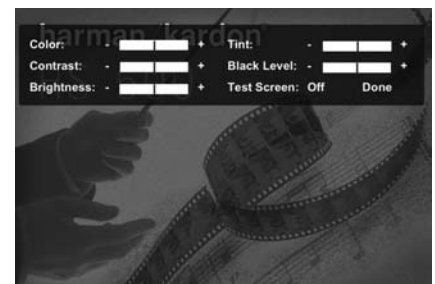 harman/kardon
Color: - + Tint: - +
Contrast: - + Black Level: - +
Brightness: - + Test Screen: Off Done